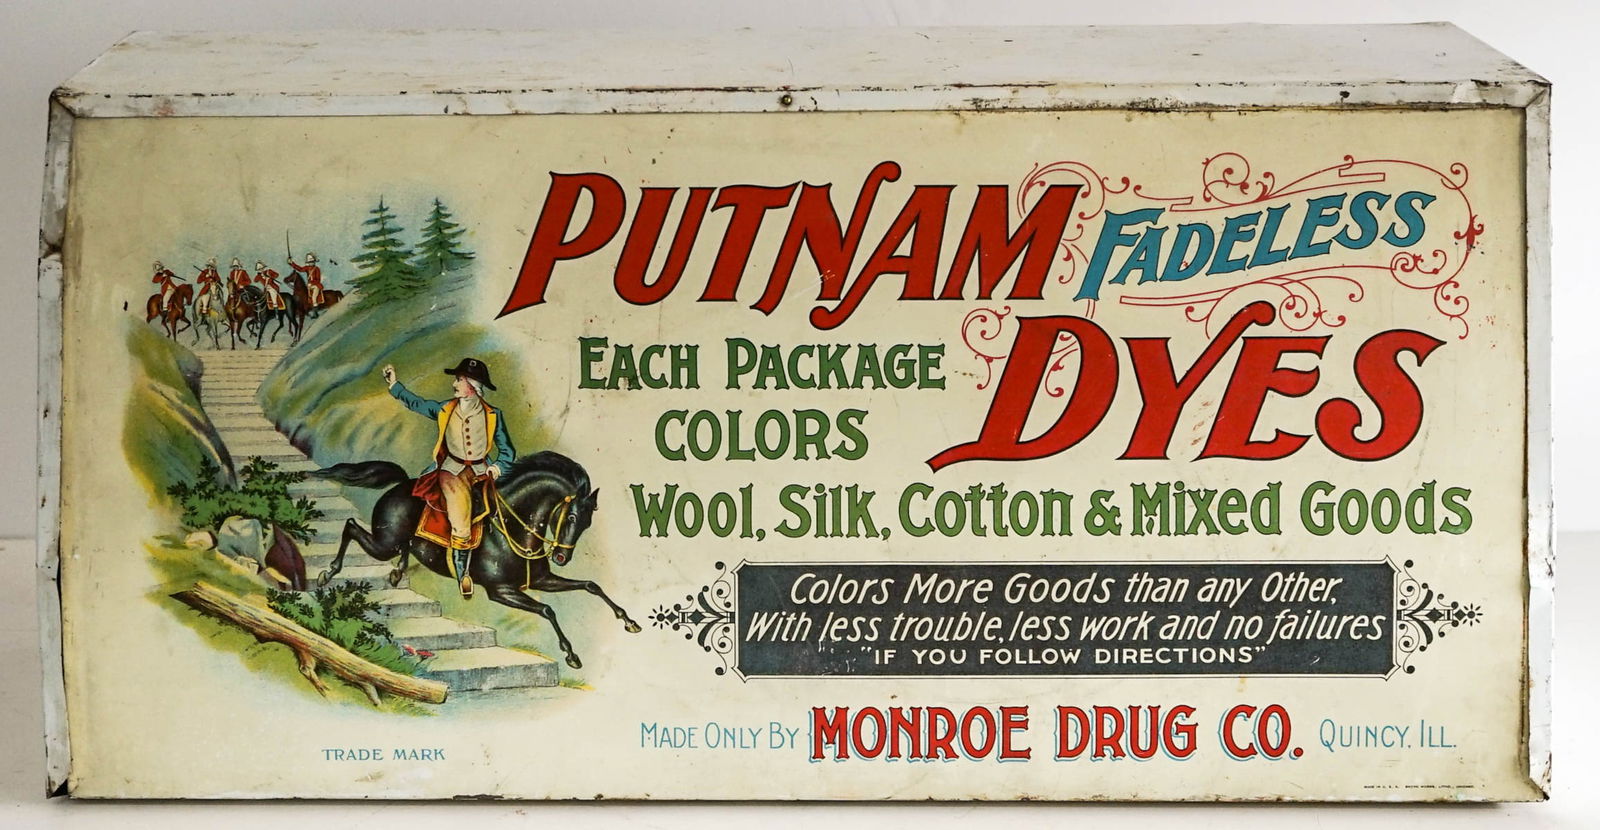 PUTNAM FADELESS
DYES
EACH PACKAGE
COLORS
Wool, Silk, Cotton & Mixed Goods
Colors More Goods than any Other,
With less trouble, less work and no failures
"IF YOU FOLLOW DIRECTIONS"
MADE ONLY BY MONROE DRUG CO. QUINCY. ILL.
TRADE MARK